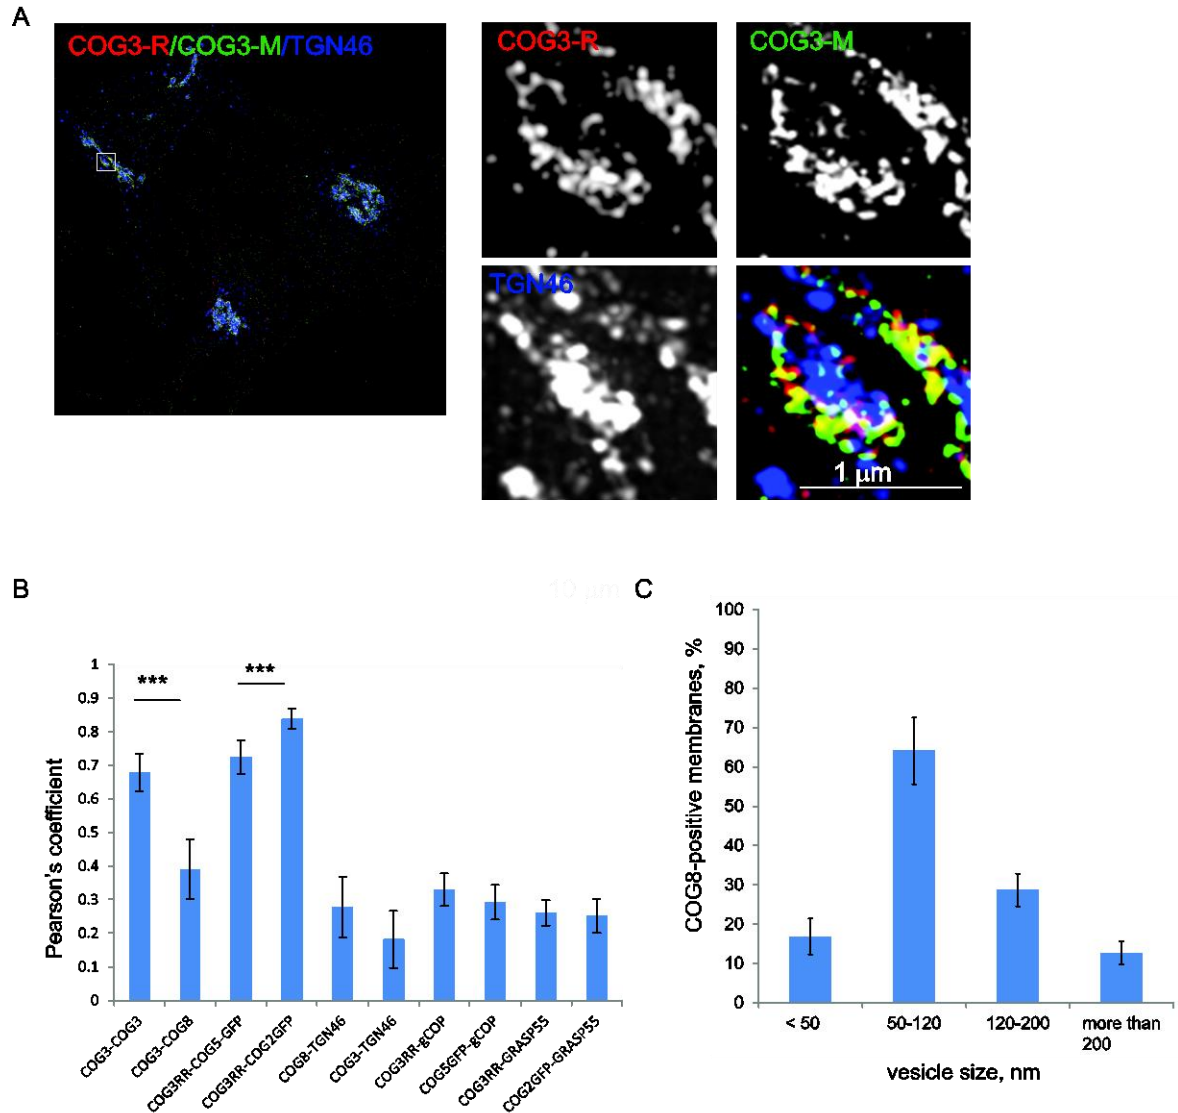 A
COG3-R/COG3-M/TGN46
COG3-R
COG3-M
TGN46
1 μm
B
10 μm
C
1
0.9
0.8
0.7
0.6
0.5
0.4
0.3
0.2
0.1
0
Pearson's coefficient
***
***
COG3-COG3
COG3-COG8
COG3RR-COG5-GFP
COG3RR-COG2GFP
COG8-TGN46
COG3-TGN46
COG3RR-gCOP
COG5GFP-gCOP
COG3RR-GRASP55
COG2GFP-GRASP55
100
90
80
70
60
50
40
30
20
10
0
COG8-positive membranes, %
< 50
50-120
120-200
more than
200
vesicle size, nm